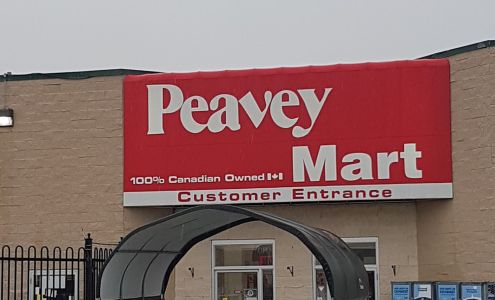 Peavey
Mart
100% Canadian Owned
Customer Entrance